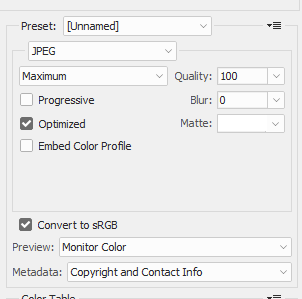 Preset: [Unnamed]
JPEG
Maximum Quality: 100
Progressive Blur: 0
Optimized Matte:
Embed Color Profile
Convert to sRGB
Preview: Monitor Color
Metadata: Copyright and Contact Info
Color Table